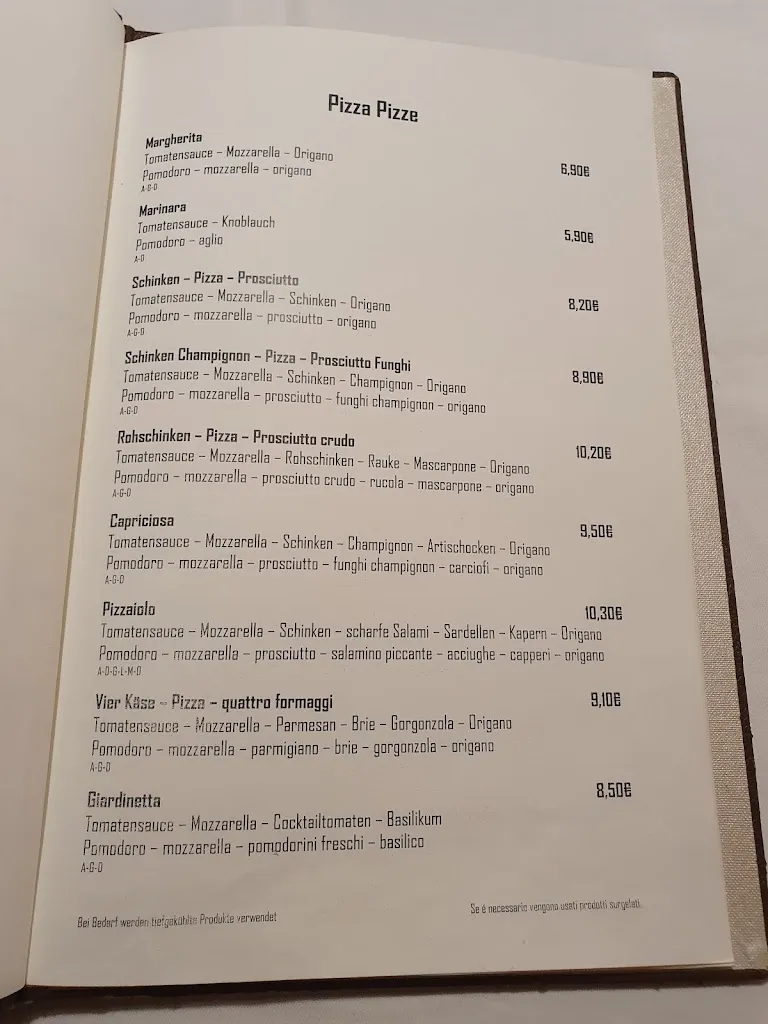 Pizza Pizze
Margherita
Tomatensauce – Mozzarella – Origano
Pomodoro – mozzarella – origano
6,90€
A-G-O
Marinara
Tomatensauce – Knoblauch
Pomodoro – aglio
5,90€
A-O
Schinken – Pizza – Prosciutto
Tomatensauce – Mozzarella – Schinken – Origano
8,20€
Pomodoro – mozzarella – prosciutto – origano
A-G-O
Schinken Champignon – Pizza – Prosciutto Funghi
Tomatensauce – Mozzarella – Schinken – Champignon – Origano
8,90€
Pomodoro – mozzarella – prosciutto – funghi champignon – origano
A-G-O
Rohschinken – Pizza – Prosciutto crudo
10,20€
Tomatensauce – Mozzarella – Rohschinken – Rauke – Mascarpone – Origano
Pomodoro – mozzarella – prosciutto crudo – rucola – mascarpone – origano
A-G-O
Capriciosa
9,50€
Tomatensauce – Mozzarella – Schinken – Champignon – Artischocken – Origano
Pomodoro – mozzarella – prosciutto – funghi champignon – carciofi – origano
A-G-O
Pizzaiolo
10,30€
Tomatensauce – Mozzarella – Schinken – scharfe Salami – Sardellen – Kapern – Origano
Pomodoro – mozzarella – prosciutto – salamino piccante – acciughe – capperi – origano
A-D-G-L-M-O
Vier Käse – Pizza – quattro formaggi
9,10€
Tomatensauce – Mozzarella – Parmesan – Brie – Gorgonzola – Origano
Pomodoro – mozzarella – parmigiano – brie – gorgonzola – origano
A-G-O
Giardinetta
8,50€
Tomatensauce – Mozzarella – Cocktailtomaten – Basilikum
Pomodoro – mozzarella – pomodorini freschi – basilico
A-G-O
Bei Bedarf werden tiefgekühlte Produkte verwendet
Se é necessario vengono usati prodotti surgelati.